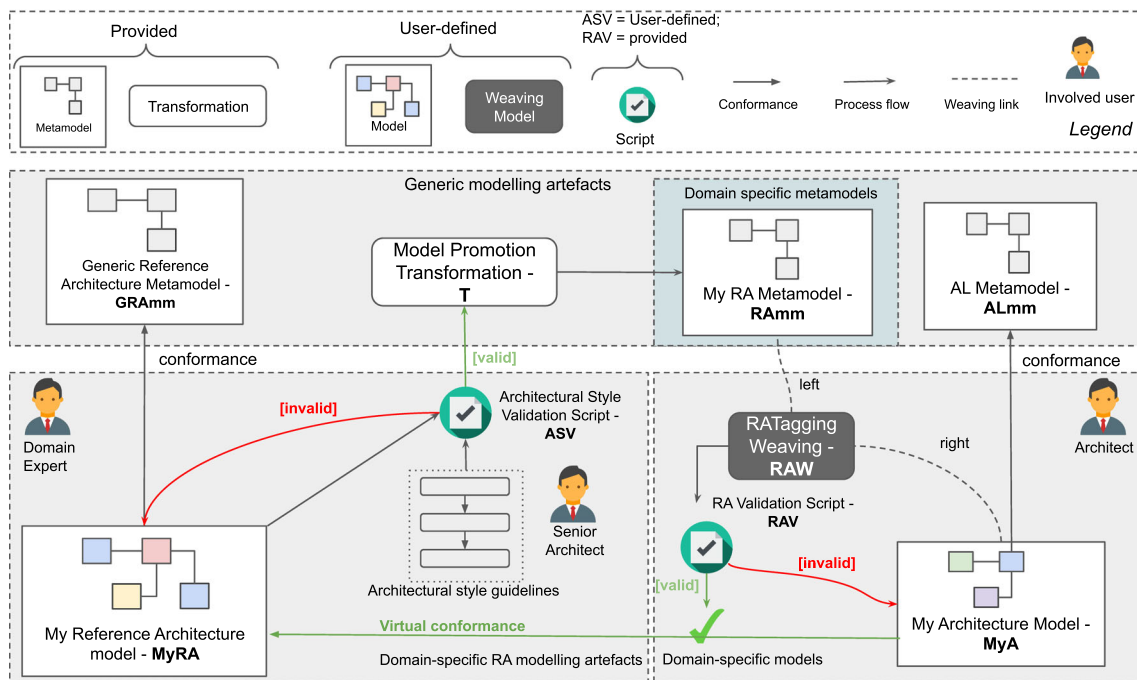 Provided
User-defined
ASV = User-defined;
RAV = provided
Metamodel
Transformation
Model
Weaving
Model
Script
Conformance
Process flow
Weaving link
Involved user
Legend
Generic modelling artefacts
Domain specific metamodels
Generic Reference
Architecture Metamodel -
GRAmm
Model Promotion
Transformation -
T
My RA Metamodel -
RAmm
AL Metamodel -
ALmm
conformance
[valid]
left
conformance
Domain
Expert
[invalid]
Architectural Style
Validation Script -
ASV
RATagging
Weaving -
RAW
right
Architect
Senior
Architect
Architectural style guidelines
RA Validation Script -
RAV
[invalid]
[valid]
My Reference Architecture
model - MyRA
Virtual conformance
My Architecture Model -
MyA
Domain-specific RA modelling artefacts
Domain-specific models